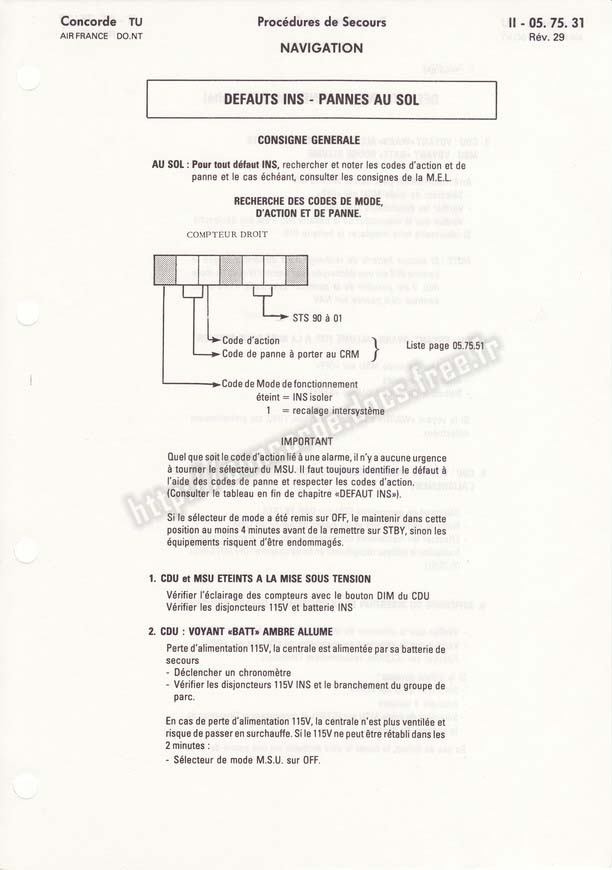 Concorde TU
AIR FRANCE DO.NT
Procédures de Secours
NAVIGATION
II - 05. 75. 31
Rév. 29
DEFAUTS INS - PANNES AU SOL
CONSIGNE GENERALE
AU SOL : Pour tout défaut INS, rechercher et noter les codes d'action et de
panne et le cas échéant, consulter les consignes de la M.E.L.
RECHERCHE DES CODES DE MODE,
D'ACTION ET DE PANNE.
COMPTEUR DROIT
STS 90 à 01
Code d'action
Code de panne à porter au CRM
Liste page 05.75.51
Code de Mode de fonctionnement
éteint = INS isoler
1 = recalage intersystème
IMPORTANT
Quel que soit le code d'action lié à une alarme, il n'y a aucune urgence
à tourner le sélecteur du MSU. Il faut toujours identifier le défaut à
l'aide des codes de panne et respecter les codes d'action.
(Consulter le tableau en fin de chapitre «DEFAUT INS»).
Si le sélecteur de mode a été remis sur OFF, le maintenir dans cette
position au moins 4 minutes avant de la remettre sur STBY, sinon les
équipements risquent d'être endommagés.
1. CDU et MSU ETEINTS A LA MISE SOUS TENSION
Vérifier l'éclairage des compteurs avec le bouton DIM du CDU
Vérifier les disjoncteurs 115V et batterie INS
2. CDU : VOYANT «BATT» AMBRE ALLUME
Perte d'alimentation 115V, la centrale est alimentée par sa batterie de
secours
- Déclencher un chronomètre
- Vérifier les disjoncteurs 115V INS et le branchement du groupe de
parc.
En cas de perte d'alimentation 115V, la centrale n'est plus ventilée et
risque de passer en surchauffe. Si le 115V ne peut être rétabli dans les
2 minutes :
- Sélecteur de mode M.S.U. sur OFF.